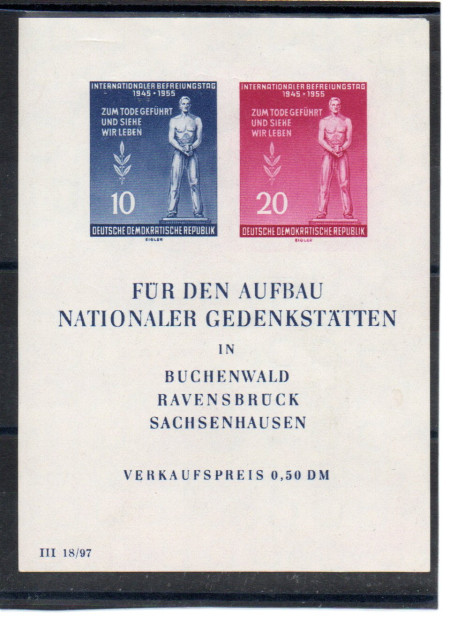 INTERNATIONALER BEFREIUNGSTAG
1945 • 1955
ZUM TODE GEFÜHRT
UND SIEHE
WIR LEBEN
10
DEUTSCHE DEMOKRATISCHE REPUBLIK
SIGLER
INTERNATIONALER BEFREIUNGSTAG
1945 • 1955
ZUM TODE GEFÜHRT
UND SIEHE
WIR LEBEN
20
DEUTSCHE DEMOKRATISCHE REPUBLIK
SIGLER
FÜR DEN AUFBAU
NATIONALER GEDENKSTÄTTEN
IN
BUCHENWALD
RAVENSBRÜCK
SACHSENHAUSEN
VERKAUFSPREIS 0,50 DM
III 18/97